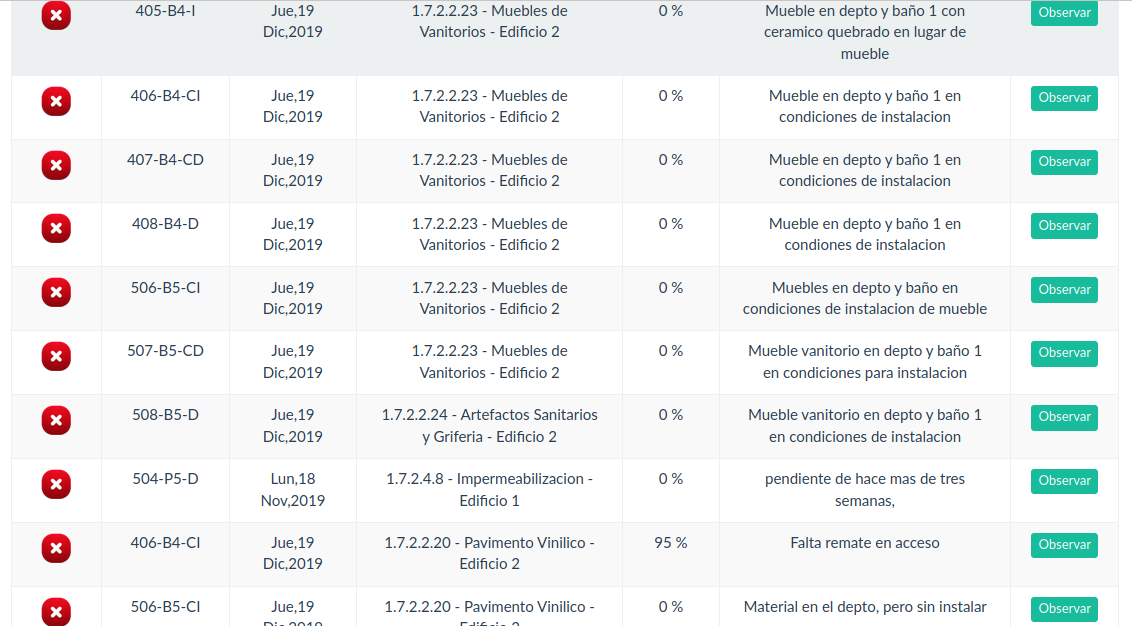 405-B4-I
Jue,19
Dic,2019
1.7.2.2.23 - Muebles de
Vanitorios - Edificio 2
0 %
Mueble en depto y baño 1 con
ceramico quebrado en lugar de
mueble
Observar
406-B4-CI
Jue,19
Dic,2019
1.7.2.2.23 - Muebles de
Vanitorios - Edificio 2
0 %
Mueble en depto y baño 1 en
condiciones de instalacion
Observar
407-B4-CD
Jue,19
Dic,2019
1.7.2.2.23 - Muebles de
Vanitorios - Edificio 2
0 %
Mueble en depto y baño 1 en
condiciones de instalacion
Observar
408-B4-D
Jue,19
Dic,2019
1.7.2.2.23 - Muebles de
Vanitorios - Edificio 2
0 %
Mueble en depto y baño 1 en
condiones de instalacion
Observar
506-B5-CI
Jue,19
Dic,2019
1.7.2.2.23 - Muebles de
Vanitorios - Edificio 2
0 %
Muebles en depto y baño en
condiciones de instalacion de mueble
Observar
507-B5-CD
Jue,19
Dic,2019
1.7.2.2.23 - Muebles de
Vanitorios - Edificio 2
0 %
Mueble vanitorio en depto y baño 1
en condiciones para instalacion
Observar
508-B5-D
Jue,19
Dic,2019
1.7.2.2.24 - Artefactos Sanitarios
y Griferia - Edificio 2
0 %
Mueble vanitorio en depto y baño 1
en condiciones de instalacion
Observar
504-P5-D
Lun,18
Nov,2019
1.7.2.4.8 - Impermeabilizacion -
Edificio 1
0 %
pendiente de hace mas de tres
semanas,
Observar
406-B4-CI
Jue,19
Dic,2019
1.7.2.2.20 - Pavimento Vinilico -
Edificio 2
95 %
Falta remate en acceso
Observar
506-B5-CI
Jue,19
Dic,2019
1.7.2.2.20 - Pavimento Vinilico -
Edificio 2
0 %
Material en el depto, pero sin instalar
Observar